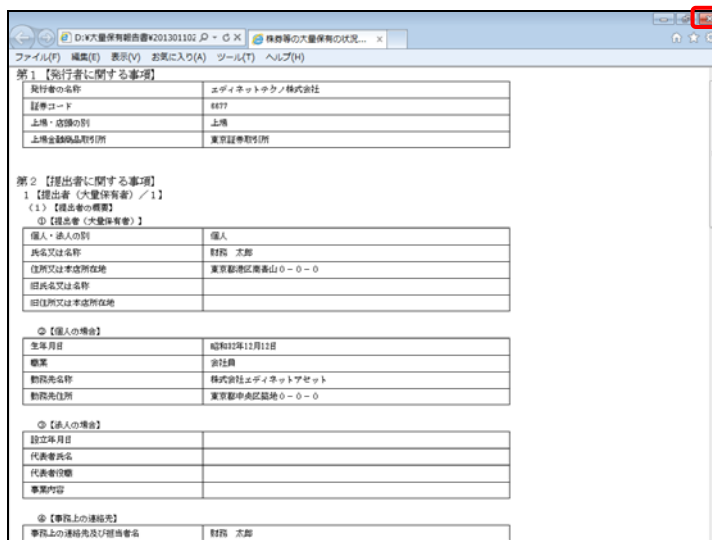 D:¥大量保有報告書¥201301102
株券等の大量保有の状況... ×
ファイル(F) 編集(E) 表示(V) お気に入り(A) ツール(T) ヘルプ(H)
第1 【発行者に関する事項】
発行者の名称 エディネットテクノ株式会社
証券コード 6677
上場・店頭の別 上場
上場金融商品取引所 東京証券取引所
第2 【提出者に関する事項】
1 【提出者（大量保有者）／1】
（1）【提出者の概要】
①【提出者（大量保有者）】
個人・法人の別 個人
氏名又は名称 財務 太郎
住所又は本店所在地 東京都港区南青山０－０－０
旧氏名又は名称
旧住所又は本店所在地
②【個人の場合】
生年月日 昭和32年12月12日
職業 会社員
勤務先名称 株式会社エディネットアセット
勤務先住所 東京都中央区築地０－０－０
③【法人の場合】
設立年月日
代表者氏名
代表者役職
事業内容
④【事務上の連絡先】
事務上の連絡先及び担当者名 財務 太郎